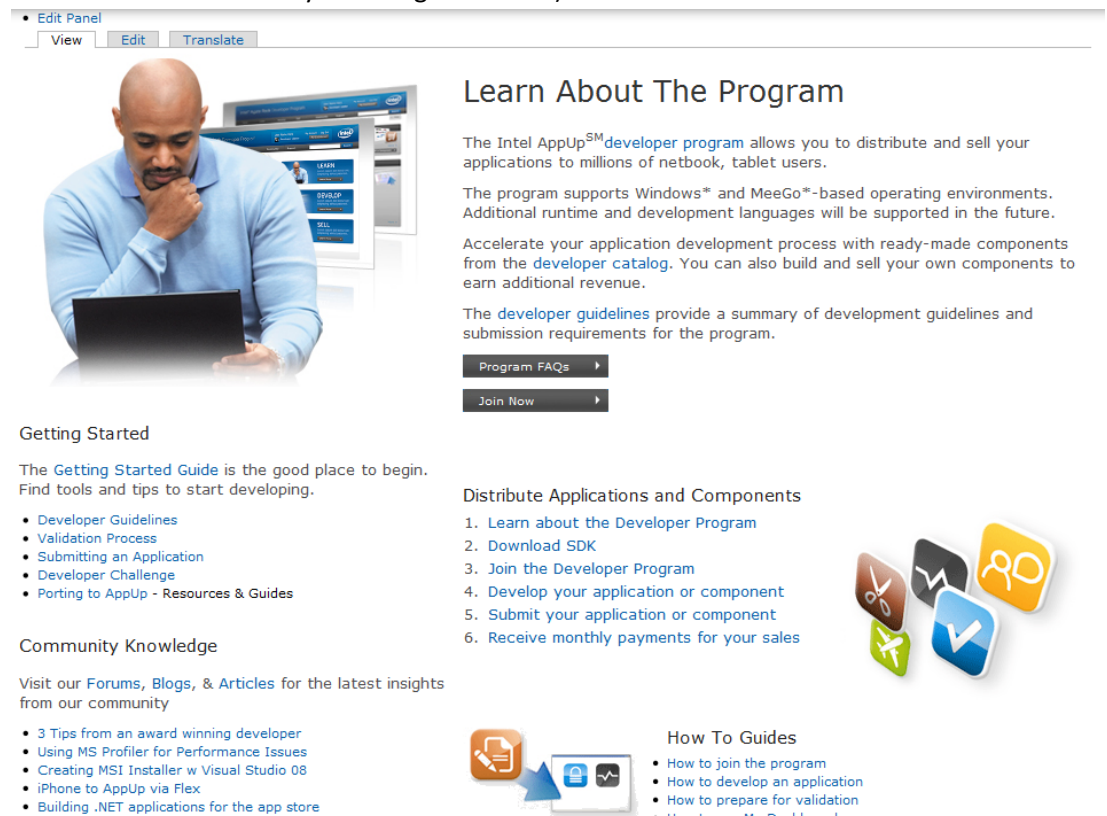 Edit Panel
View Edit Translate
Learn About The Program
The Intel AppUp℠developer program allows you to distribute and sell your
applications to millions of netbook, tablet users.
The program supports Windows* and MeeGo*-based operating environments.
Additional runtime and development languages will be supported in the future.
Accelerate your application development process with ready-made components
from the developer catalog. You can also build and sell your own components to
earn additional revenue.
The developer guidelines provide a summary of development guidelines and
submission requirements for the program.
Program FAQs
Join Now
LEARN
DEVELOP
SELL
Getting Started
The Getting Started Guide is the good place to begin.
Find tools and tips to start developing.
• Developer Guidelines
• Validation Process
• Submitting an Application
• Developer Challenge
• Porting to AppUp - Resources & Guides
Community Knowledge
Visit our Forums, Blogs, & Articles for the latest insights
from our community
• 3 Tips from an award winning developer
• Using MS Profiler for Performance Issues
• Creating MSI Installer w Visual Studio 08
• iPhone to AppUp via Flex
• Building .NET applications for the app store
Distribute Applications and Components
1. Learn about the Developer Program
2. Download SDK
3. Join the Developer Program
4. Develop your application or component
5. Submit your application or component
6. Receive monthly payments for your sales
How To Guides
• How to join the program
• How to develop an application
• How to prepare for validation